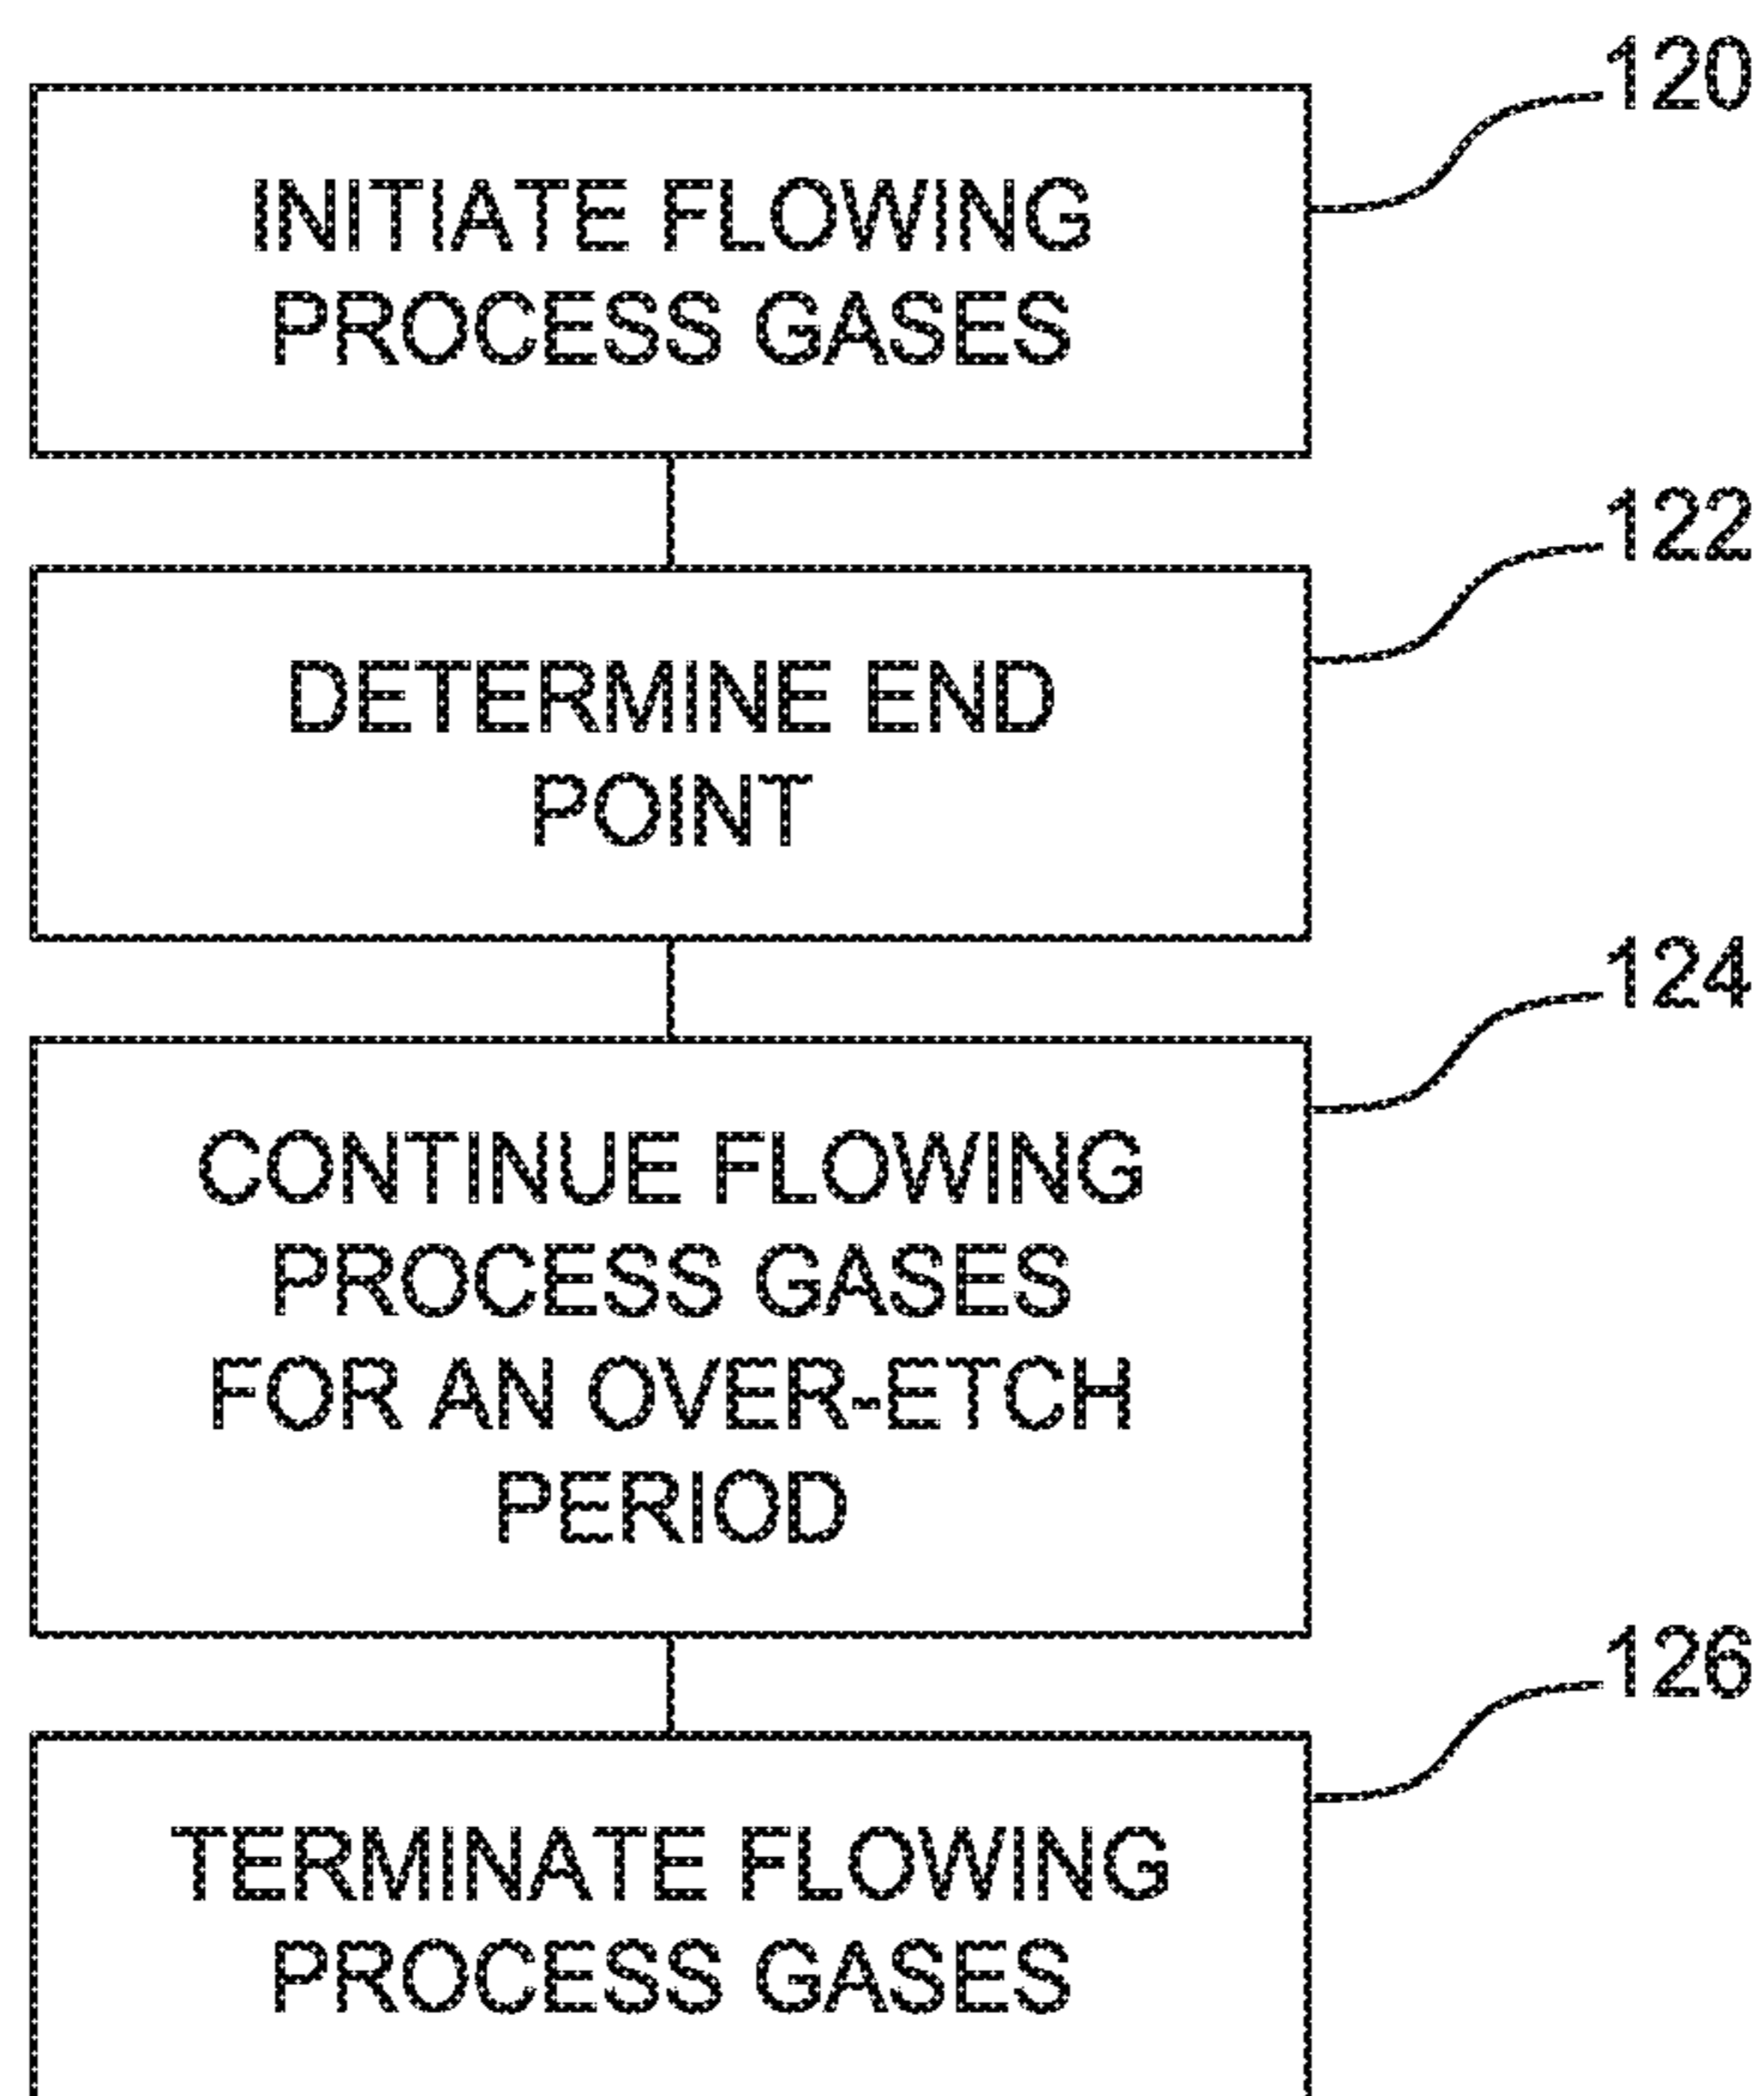 120
INITIATE FLOWING
PROCESS GASES
122
DETERMINE END
POINT
124
CONTINUE FLOWING
PROCESS GASES
FOR AN OVER-ETCH
PERIOD
126
TERMINATE FLOWING
PROCESS GASES